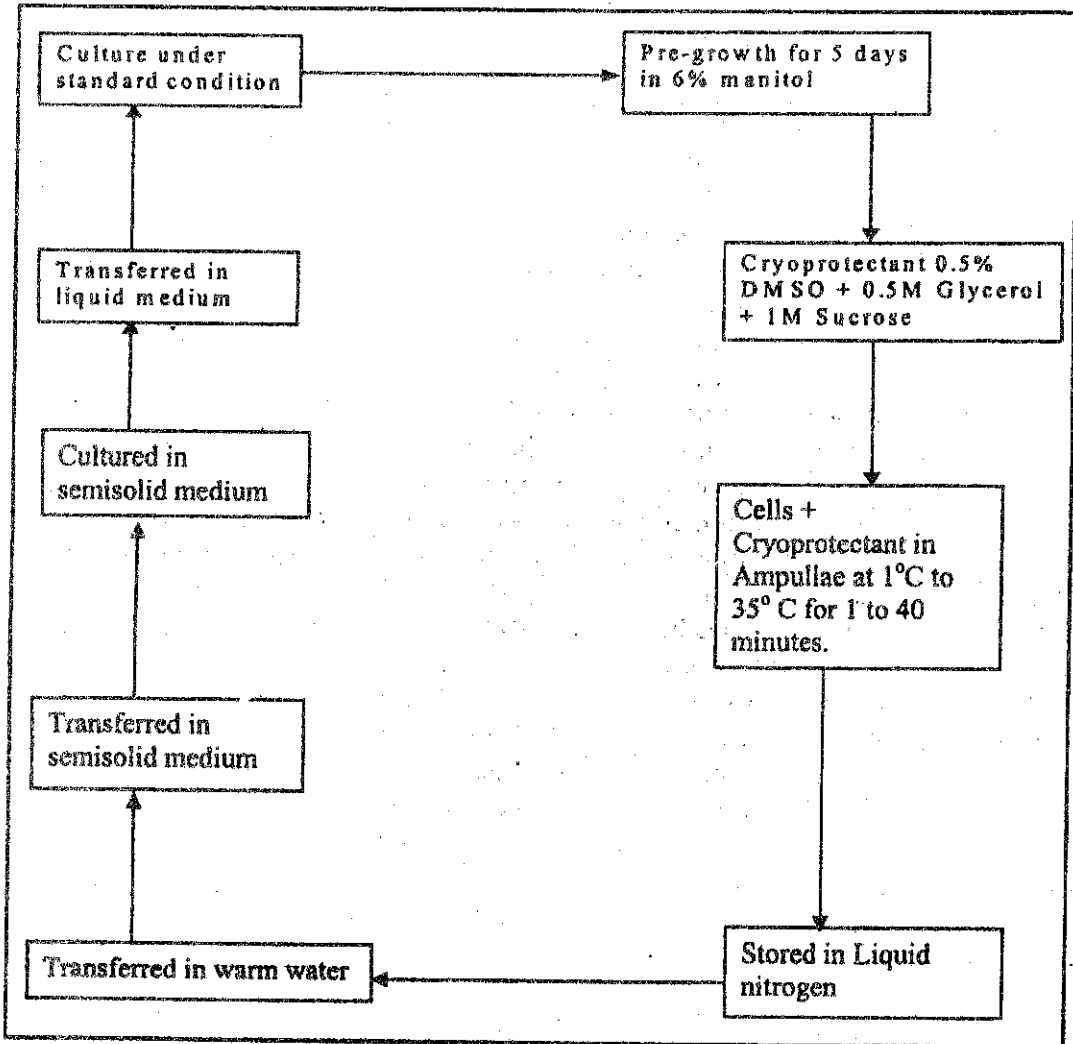 Culture under
standard condition
Pre-growth for 5 days
in 6% manitol
Transferred in
liquid medium
Cryoprotectant 0.5%
DMSO + 0.5M Glycerol
+ 1M Sucrose
Cultured in
semisolid medium
Cells +
Cryoprotectant in
Ampullae at 1°C to
35° C for 1 to 40
minutes.
Transferred in
semisolid medium
Transferred in warm water
Stored in Liquid
nitrogen